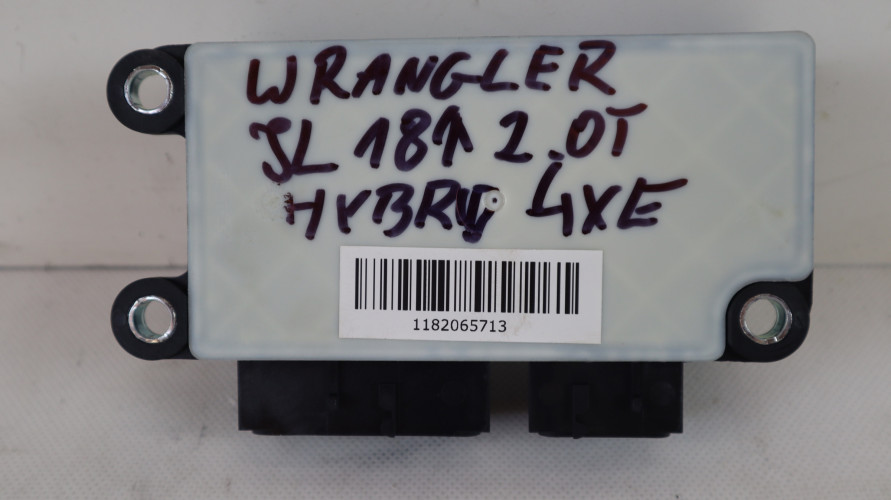 WRANGLER
JL 18↑ 2.0T
HYBRID 4XE
1182065713